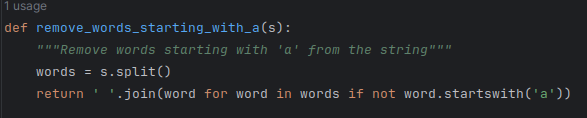 1 usage
def remove_words_starting_with_a(s):
    """Remove words starting with 'a' from the string"""
    words = s.split()
    return ' '.join(word for word in words if not word.startswith('a'))